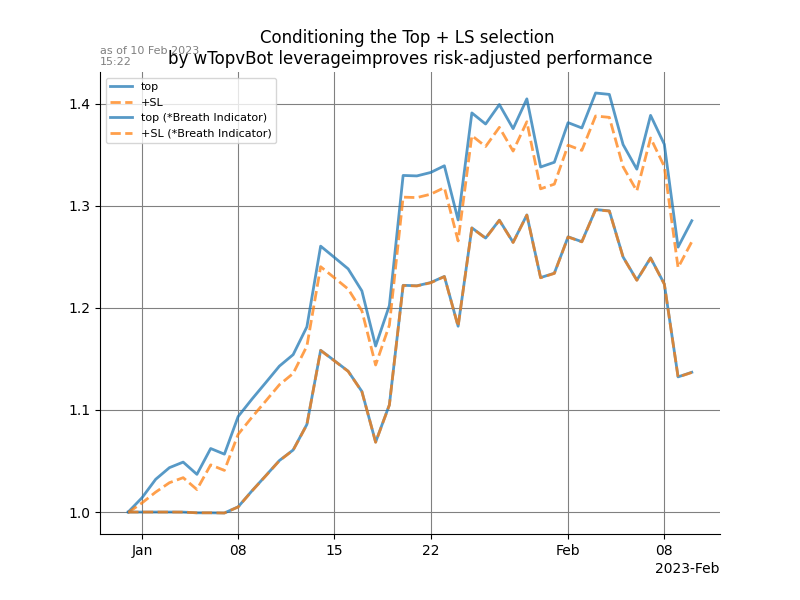 Conditioning the Top + LS selection
by wTopvBot leverageimproves risk-adjusted performance
as of 10 Feb 2023
15:22
top
+SL
top (*Breath Indicator)
+SL (*Breath Indicator)
1.4
1.3
1.2
1.1
1.0
Jan
08
15
22
Feb
08
2023-Feb